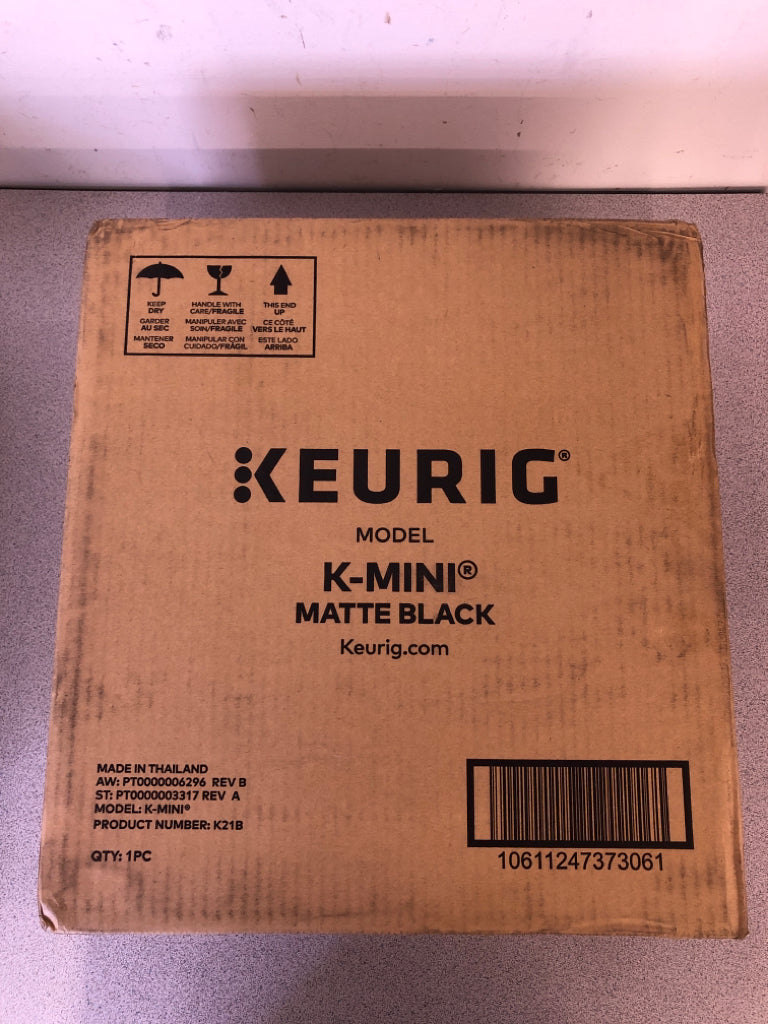 KEEP
DRY
GARDER
AU SEC
MANTENER
SECO
HANDLE WITH
CARE/FRAGILE
MANIPULER AVEC
SOIN/FRAGILE
MANIPULAR CON
CUIDADO/FRÁGIL
THIS END
UP
CE CÔTÉ
VERS LE HAUT
ESTE LADO
ARRIBA
KEURIG®
MODEL
K-MINI®
MATTE BLACK
Keurig.com
MADE IN THAILAND
AW: PT0000006296 REV B
ST: PT0000003317 REV A
MODEL: K-MINI®
PRODUCT NUMBER: K21B
QTY: 1PC
10611247373061